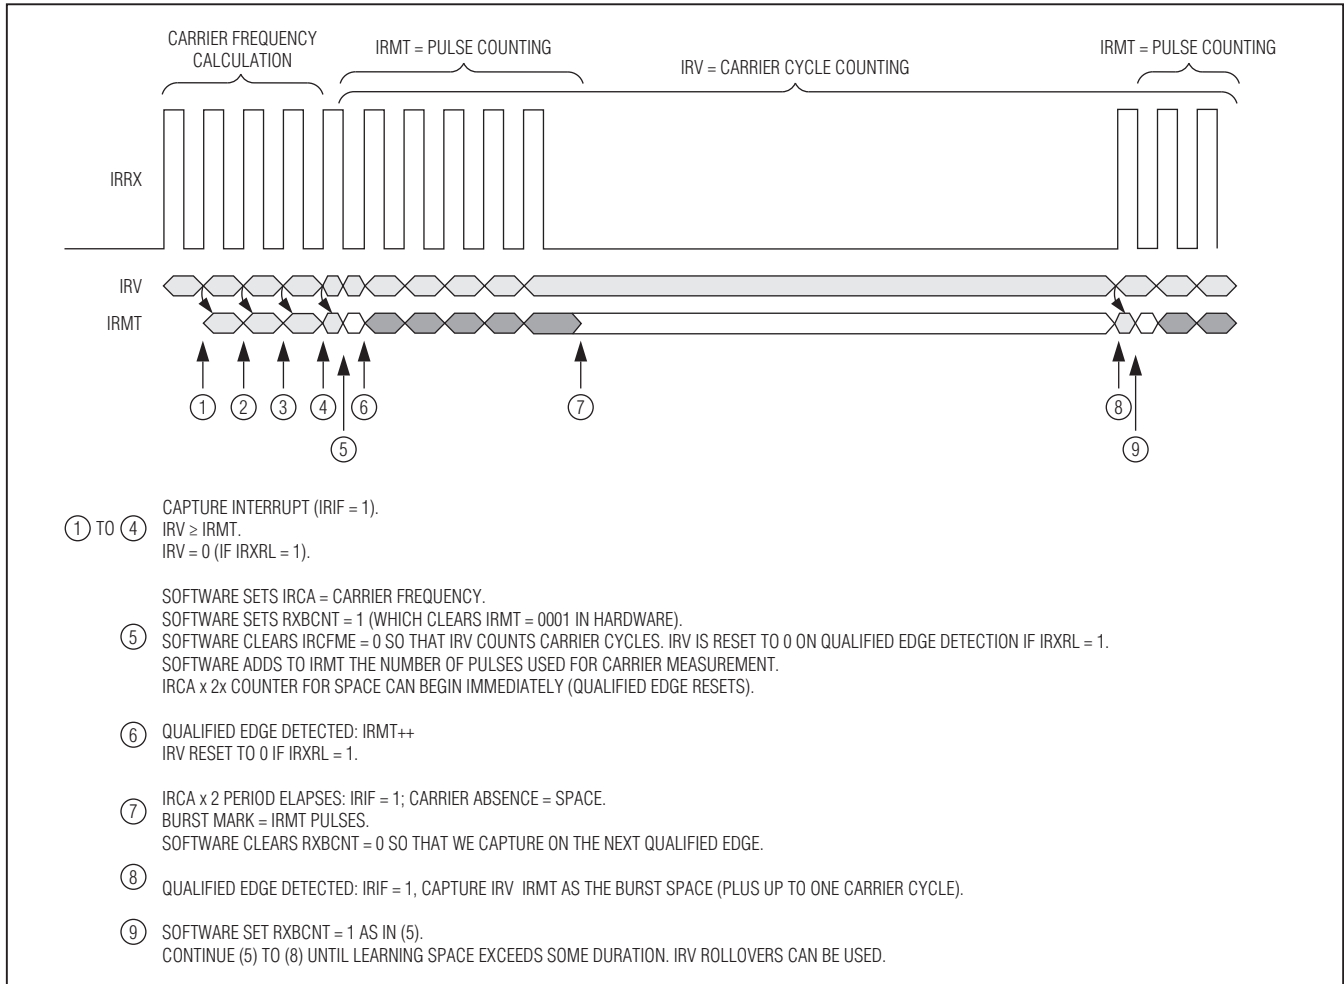 CARRIER FREQUENCY
CALCULATION
IRMT = PULSE COUNTING
IRV = CARRIER CYCLE COUNTING
IRMT = PULSE COUNTING
IRRX
IRV
IRMT
1
2
3
4
6
7
8
5
9
1 TO 4
CAPTURE INTERRUPT (IRIF = 1).
IRV ≥ IRMT.
IRV = 0 (IF IRXRL = 1).
5
SOFTWARE SETS IRCA = CARRIER FREQUENCY.
SOFTWARE SETS RXBCNT = 1 (WHICH CLEARS IRMT = 0001 IN HARDWARE).
SOFTWARE CLEARS IRCFME = 0 SO THAT IRV COUNTS CARRIER CYCLES. IRV IS RESET TO 0 ON QUALIFIED EDGE DETECTION IF IRXRL = 1.
SOFTWARE ADDS TO IRMT THE NUMBER OF PULSES USED FOR CARRIER MEASUREMENT.
IRCA x 2x COUNTER FOR SPACE CAN BEGIN IMMEDIATELY (QUALIFIED EDGE RESETS).
6
QUALIFIED EDGE DETECTED: IRMT++
IRV RESET TO 0 IF IRXRL = 1.
7
IRCA x 2 PERIOD ELAPSES: IRIF = 1; CARRIER ABSENCE = SPACE.
BURST MARK = IRMT PULSES.
SOFTWARE CLEARS RXBCNT = 0 SO THAT WE CAPTURE ON THE NEXT QUALIFIED EDGE.
8
QUALIFIED EDGE DETECTED: IRIF = 1, CAPTURE IRV IRMT AS THE BURST SPACE (PLUS UP TO ONE CARRIER CYCLE).
9
SOFTWARE SET RXBCNT = 1 AS IN (5).
CONTINUE (5) TO (8) UNTIL LEARNING SPACE EXCEEDS SOME DURATION. IRV ROLLOVERS CAN BE USED.